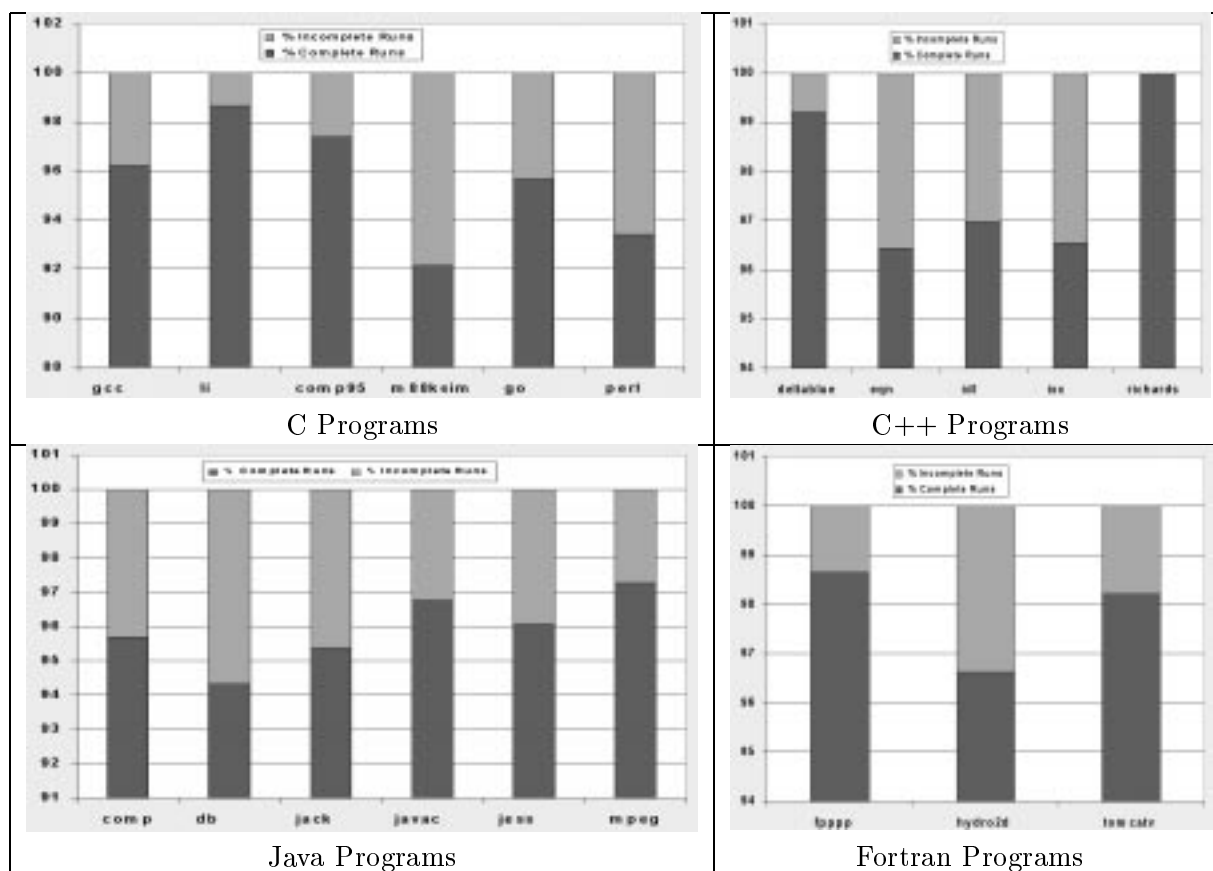 102
100
98
96
94
92
90
% Incomplete Runs
% Complete Runs
gcc li comp95 m88ksim go perl
C Programs
101
100
99
98
97
96
95
94
% Incomplete Runs
% Complete Runs
deltablue eqn idl richards
C++ Programs
101
100
99
98
97
96
95
94
93
92
91
% Complete Runs % Incomplete Runs
comp db jack javac jess mpeg
Java Programs
101
100
99
98
97
96
95
94
% Incomplete Runs
% Complete Runs
fpppp hydro2d tomcatv
Fortran Programs